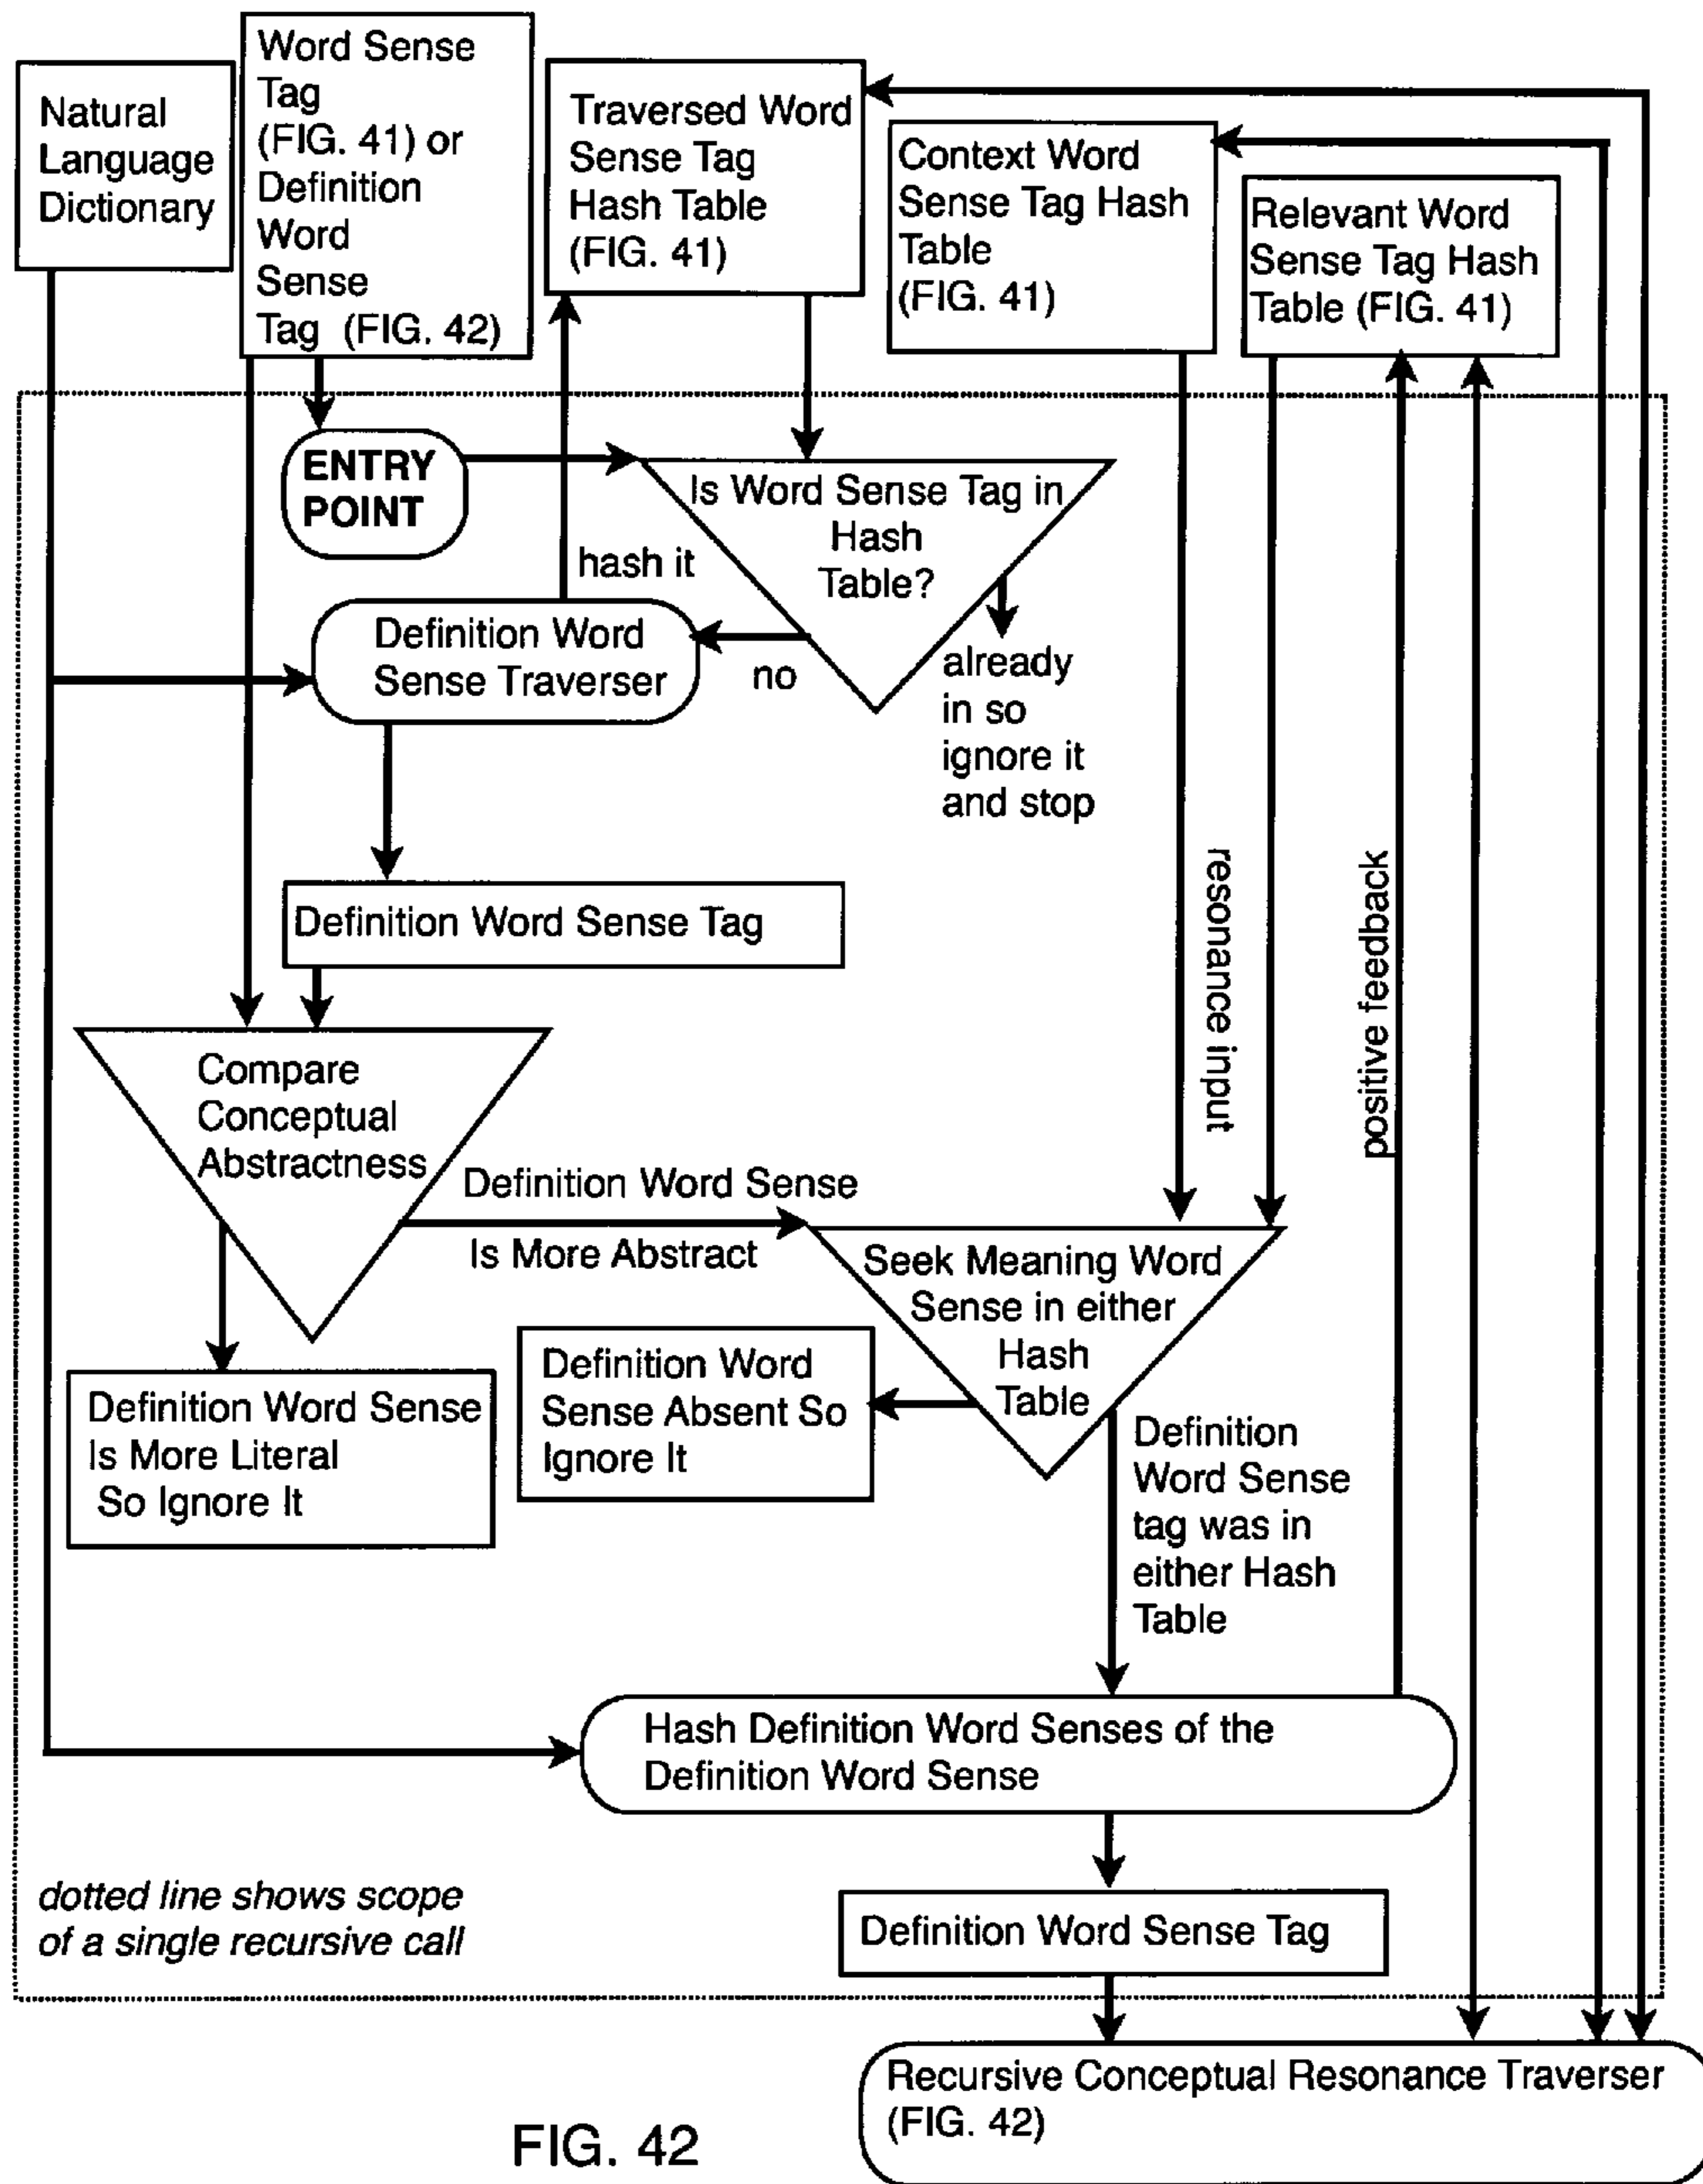 Natural
Language
Dictionary
Word Sense
Tag
(FIG. 41) or
Definition
Word
Sense
Tag (FIG. 42)
Traversed Word
Sense Tag
Hash Table
(FIG. 41)
Context Word
Sense Tag Hash
Table
(FIG. 41)
Relevant Word
Sense Tag Hash
Table (FIG. 41)
ENTRY
POINT
Is Word Sense Tag in
Hash
Table?
hash it
Definition Word
Sense Traverser
no
already
in so
ignore it
and stop
resonance input
positive feedback
Definition Word Sense Tag
Compare
Conceptual
Abstractness
Definition Word Sense
Is More Abstract
Seek Meaning Word
Sense in either
Hash
Table
Definition Word Sense
Is More Literal
So Ignore It
Definition Word
Sense Absent So
Ignore It
Definition
Word Sense
tag was in
either Hash
Table
Hash Definition Word Senses of the
Definition Word Sense
dotted line shows scope
of a single recursive call
Definition Word Sense Tag
Recursive Conceptual Resonance Traverser
(FIG. 42)
FIG. 42